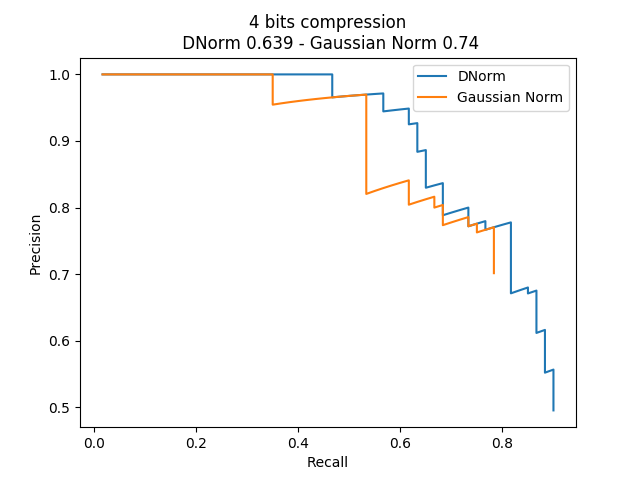 4 bits compression
DNorm 0.639 - Gaussian Norm 0.74
DNorm
Gaussian Norm
1.0
0.9
0.8
0.7
0.6
0.5
Precision
0.0 0.2 0.4 0.6 0.8
Recall